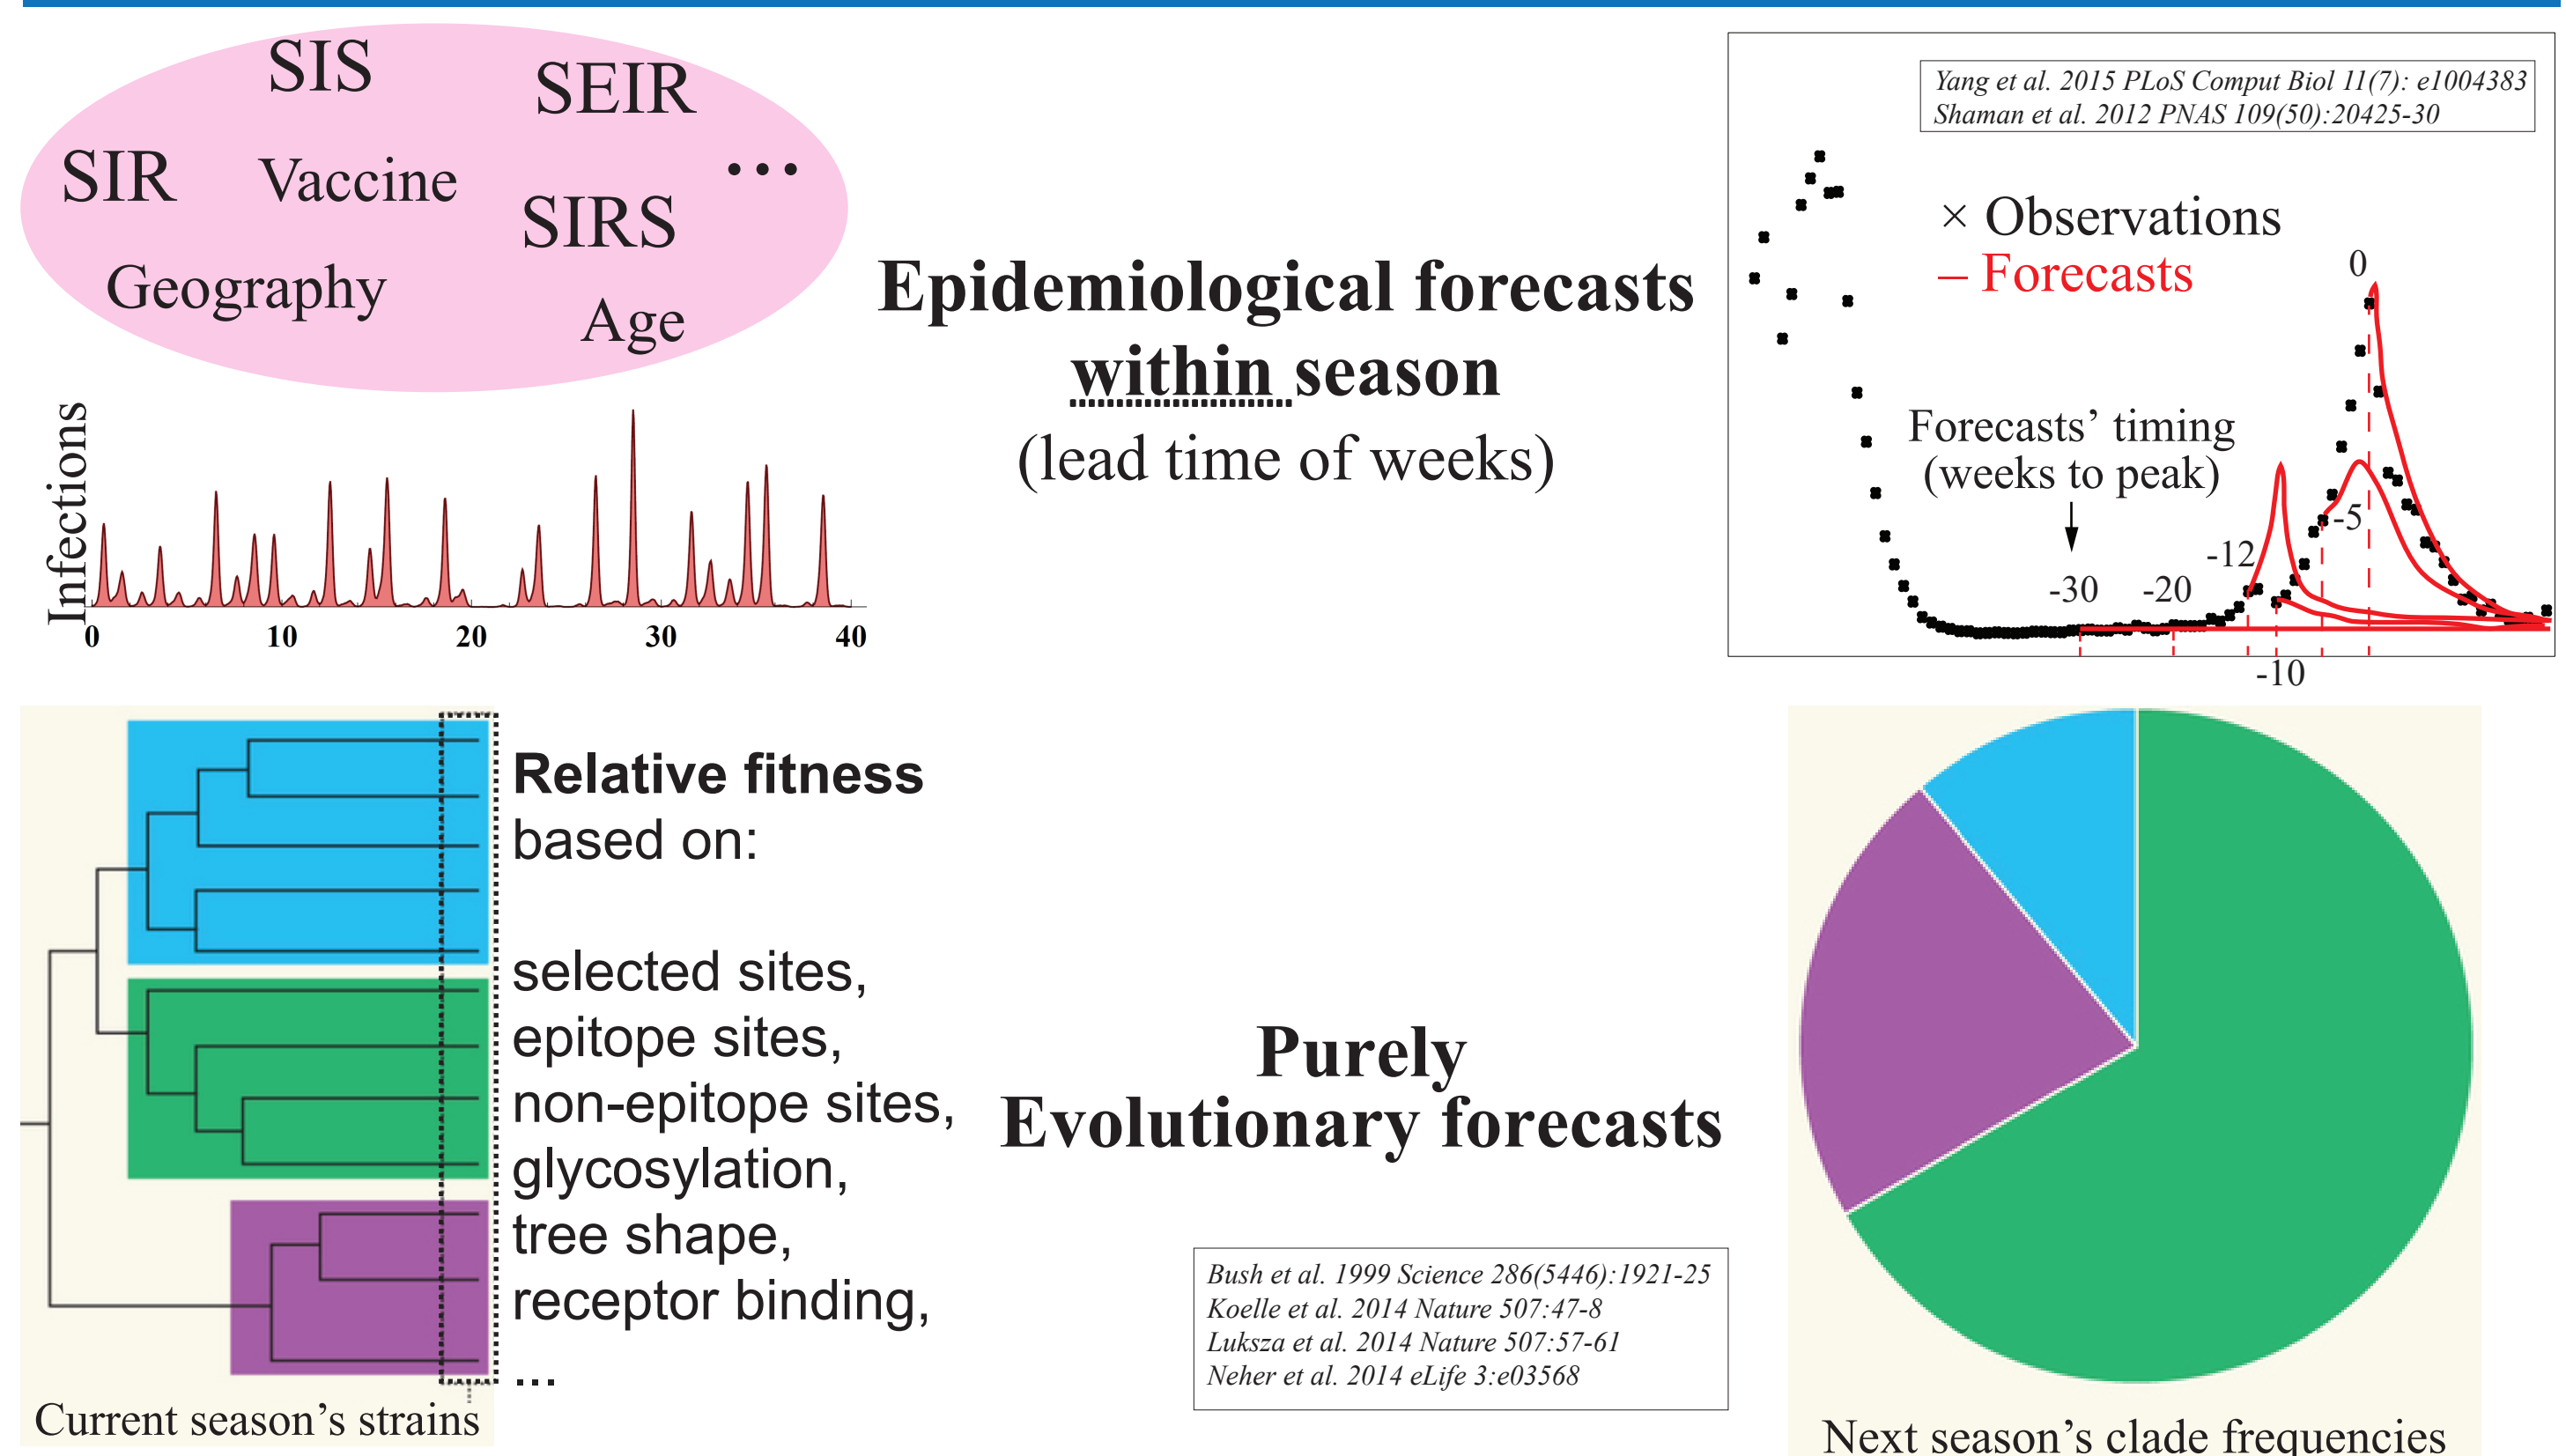 SIS
SEIR
SIR
Vaccine
...
SIRS
Geography
Age
Infections
0 10 20 30 40
Epidemiological forecasts
within season
(lead time of weeks)
Yang et al. 2015 PLoS Comput Biol 11(7): e1004383
Shaman et al. 2012 PNAS 109(50):20425-30
× Observations
– Forecasts
0
Forecasts’ timing
(weeks to peak)
-5
-12
-30
-20
-10
Relative fitness
based on:
selected sites,
epitope sites,
non-epitope sites,
glycosylation,
tree shape,
receptor binding,
...
Current season’s strains
Purely
Evolutionary forecasts
Bush et al. 1999 Science 286(5446):1921-25
Koelle et al. 2014 Nature 507:47-8
Luksza et al. 2014 Nature 507:57-61
Neher et al. 2014 eLife 3:e03568
Next season’s clade frequencies